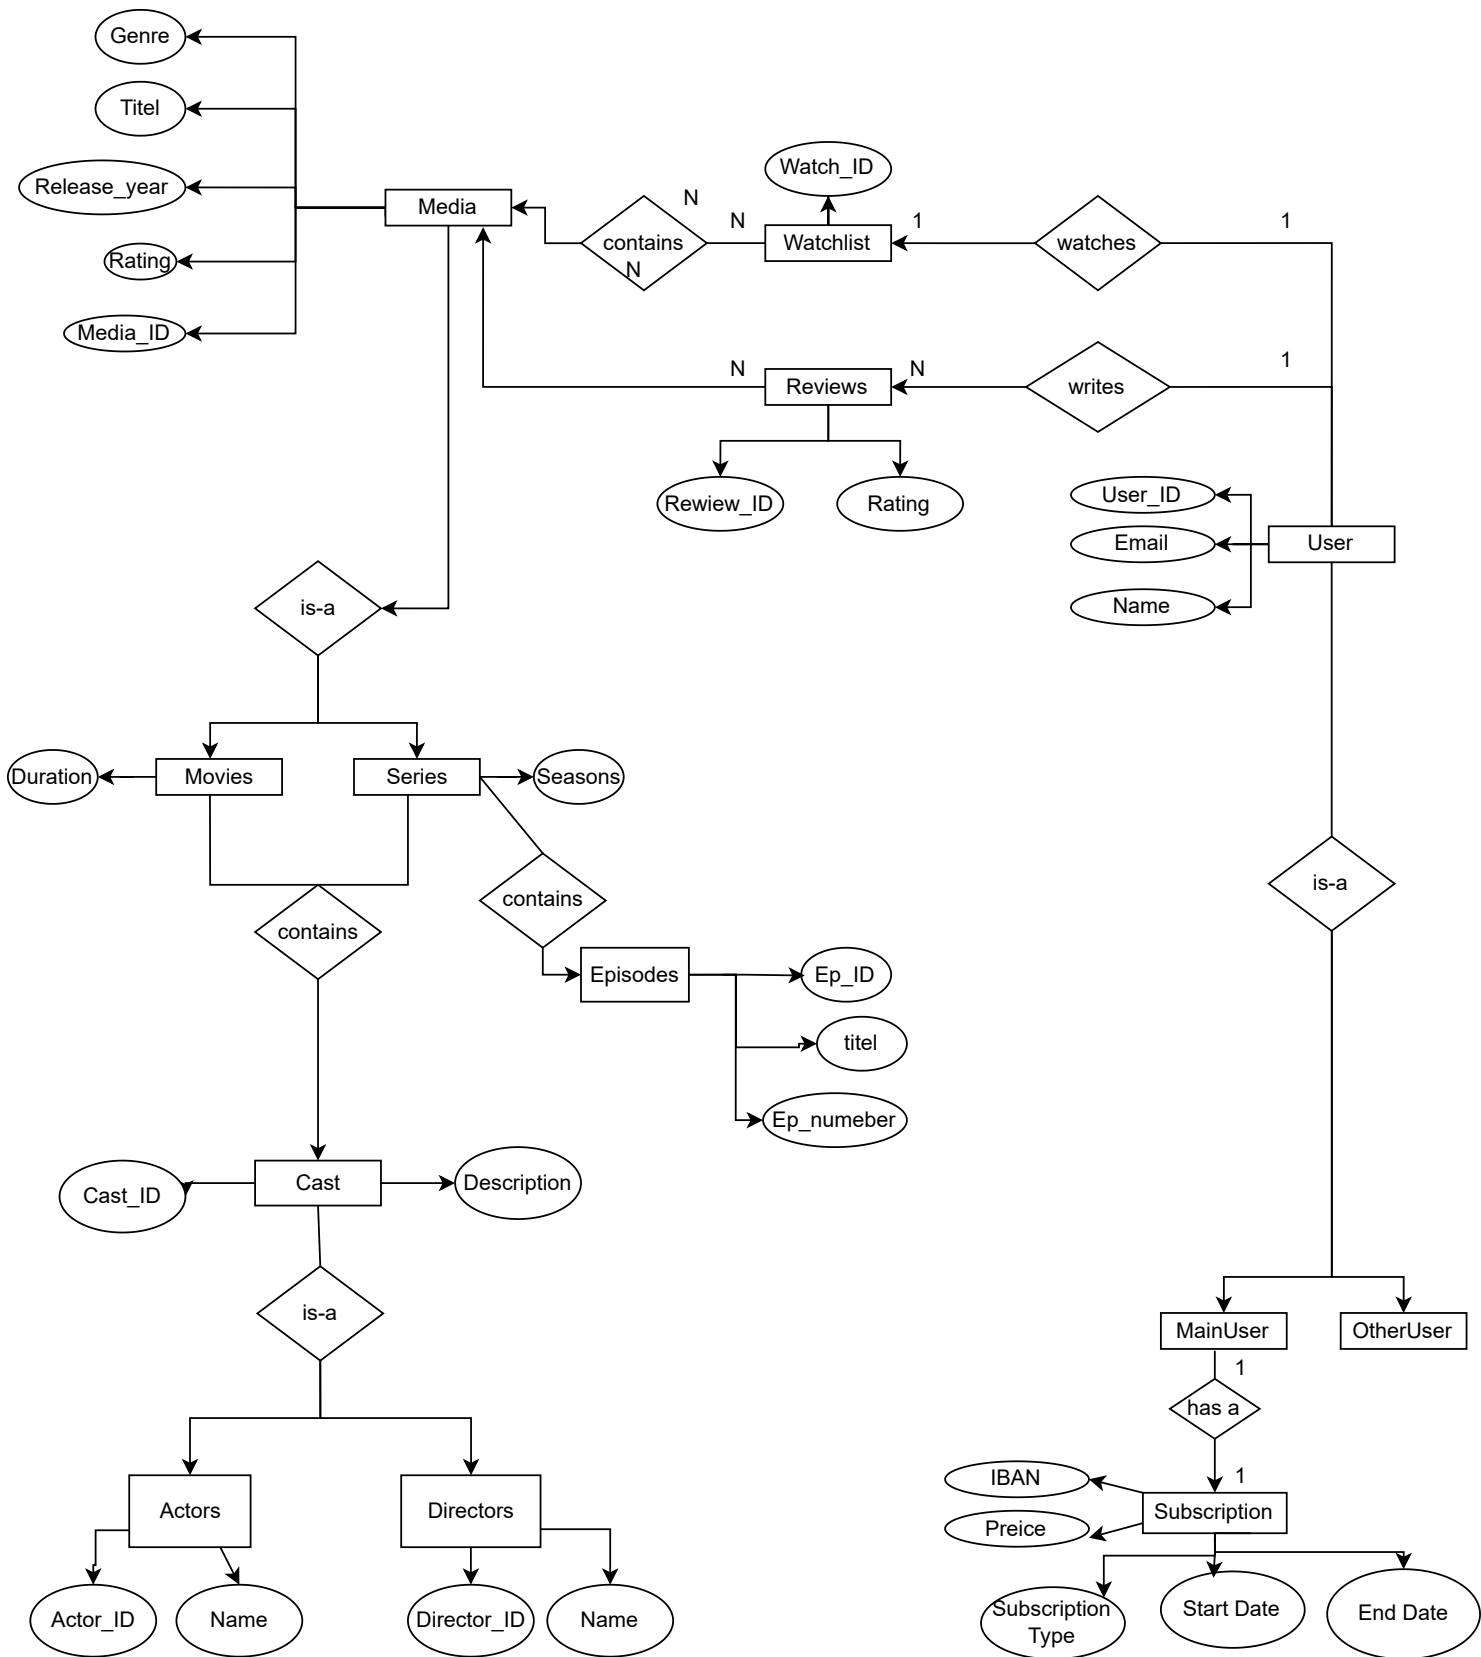 Genre
Titel
Release_year
Rating
Media_ID
Media
contains
N
N
N
Watch_ID
Watchlist
1
watches
1
N
Reviews
N
writes
1
Rewiew_ID
Rating
User_ID
Email
Name
User
is-a
Duration
Movies
Series
Seasons
contains
contains
Episodes
Ep_ID
titel
Ep_numeber
is-a
Cast_ID
Cast
Description
is-a
Actors
Directors
Actor_ID
Name
Director_ID
Name
MainUser
OtherUser
1
has a
1
IBAN
Preice
Subscription
Subscription
Type
Start Date
End Date